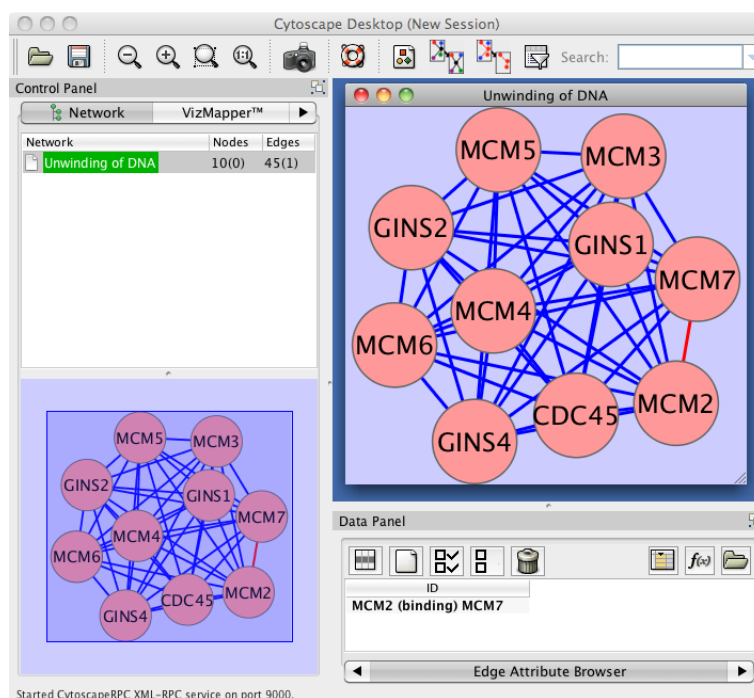 Cytoscape Desktop (New Session)
1:1
Search:
Control Panel
Network VizMapper™
Network Nodes Edges
Unwinding of DNA 10(0) 45(1)
Unwinding of DNA
MCM5
MCM3
GINS2
GINS1
MCM7
MCM4
MCM6
MCM2
CDC45
GINS4
MCM5
MCM3
GINS2
GINS1
MCM7
MCM4
MCM6
MCM2
CDC45
GINS4
Data Panel
f(x)
ID
MCM2 (binding) MCM7
Edge Attribute Browser
Started CytoscapeRPC XML-RPC service on port 9000.